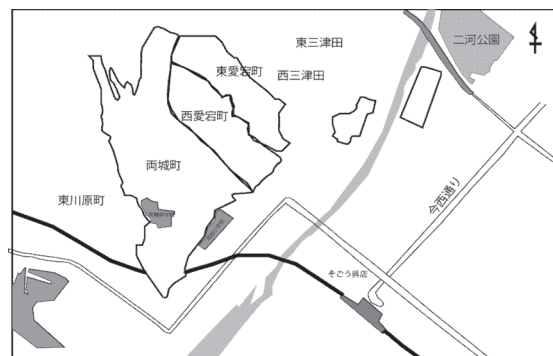 二河公園
東三津田
東愛宕町
西三津田
西愛宕町
両城町
東川原町
今西通り
そごう呉店